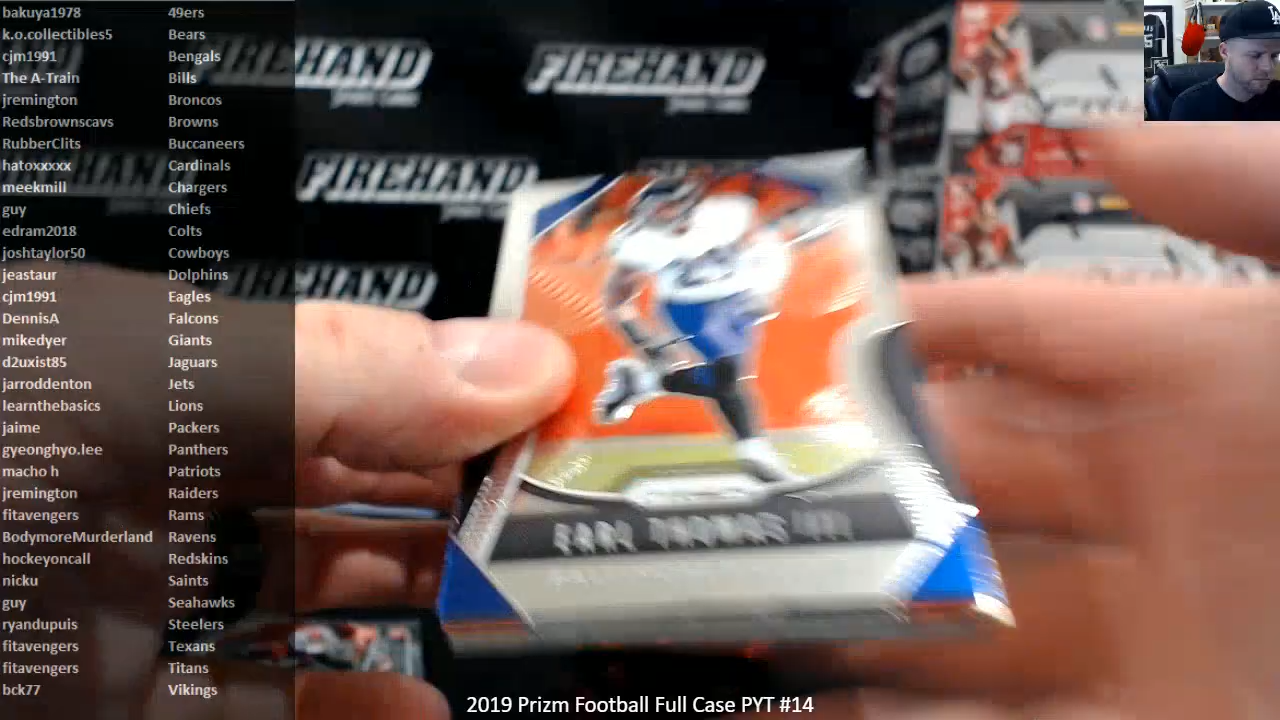 bakuya1978 49ers
k.o.collectibles5 Bears
cjm1991 Bengals
The A-Train Bills
jremington Broncos
Redsbrownscavs Browns
RubberClits Buccaneers
hatoxxxxx Cardinals
meekmill Chargers
guy Chiefs
edram2018 Colts
joshtaylor50 Cowboys
jeastaur Dolphins
cjm1991 Eagles
DennisA Falcons
mikedyer Giants
d2uxist85 Jaguars
jarroddenton Jets
learnthebasics Lions
jaime Packers
gyeonghyo.lee Panthers
macho h Patriots
jremington Raiders
fitavengers Rams
BodymoreMurderland Ravens
hockeyoncall Redskins
nicku Saints
guy Seahawks
ryandupuis Steelers
fitavengers Texans
fitavengers Titans
bck77 Vikings
FIREHAND
FIREHAND
FIREHAND
FIREHAND
EARL THOMAS III
2019 Prizm Football Full Case PYT #14